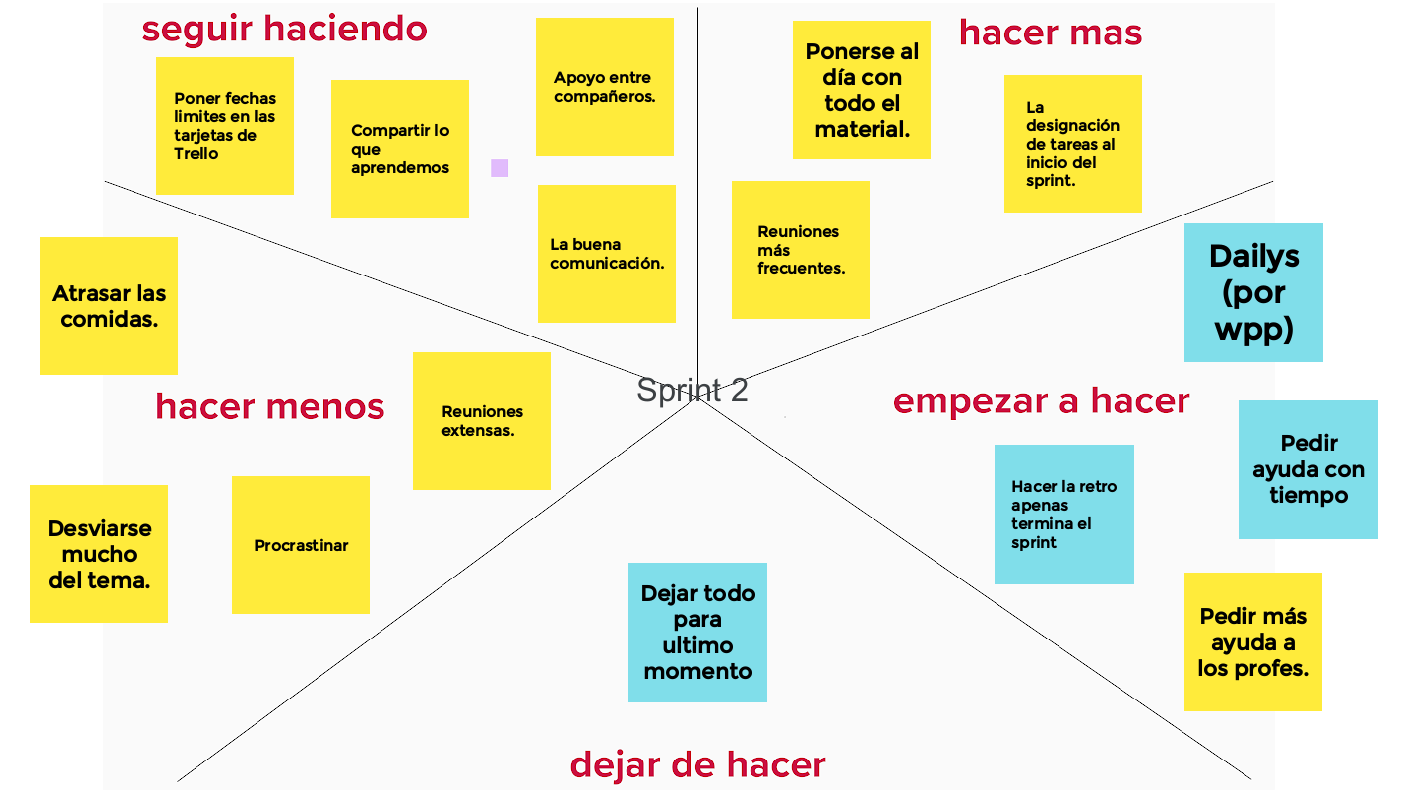 seguir haciendo
Poner fechas
limites en las
tarjetas de
Trello
Compartir lo
que
aprendemos
Apoyo entre
compañeros.
La buena
comunicación.
hacer mas
Ponerse al
día con
todo el
material.
La
designación
de tareas al
inicio del
sprint.
Reuniones
más
frecuentes.
Atrasar las
comidas.
hacer menos
Reuniones
extensas.
Desviarse
mucho
del tema.
Procrastinar
Sprint 2
Dailys
(por
wpp)
empezar a hacer
Hacer la retro
apenas
termina el
sprint
Pedir
ayuda con
tiempo
Pedir más
ayuda a
los profes.
Dejar todo
para
ultimo
momento
dejar de hacer